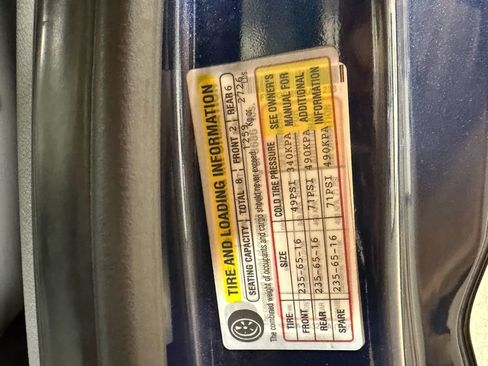 TIRE AND LOADING INFORMATION
SEATING CAPACITY TOTAL 8 FRONT 2 REAR 6
The combined weight of occupants and cargo should never exceed 1259 Kg or 2726 Lbs
TIRE SIZE COLD TIRE PRESSURE
FRONT 235-65-16 49PSI 340KPA
REAR 235-65-16 71PSI 490KPA
SPARE 235-65-16 71PSI 490KPA
SEE OWNER'S
MANUAL FOR
ADDITIONAL
INFORMATION